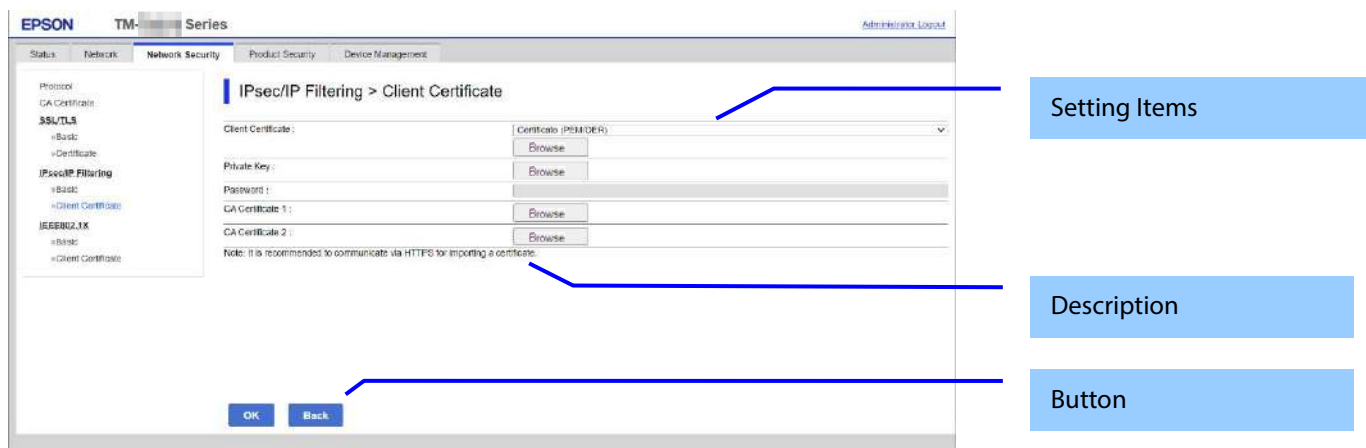 EPSON TM- Series Administrator Logout
Status Network Network Security Product Security Device Management
Protocol
CA Certificate
SSL/TLS
»Basic
»Certificate
IPsec/IP Filtering
»Basic
»Client Certificate
IEEE802.1X
»Basic
»Client Certificate
IPsec/IP Filtering > Client Certificate
Client Certificate : Certificate (PEM/DER)
Browse
Private Key : Browse
Password :
CA Certificate 1 : Browse
CA Certificate 2 : Browse
Note: It is recommended to communicate via HTTPS for importing a certificate.
OK Back
Setting Items
Description
Button